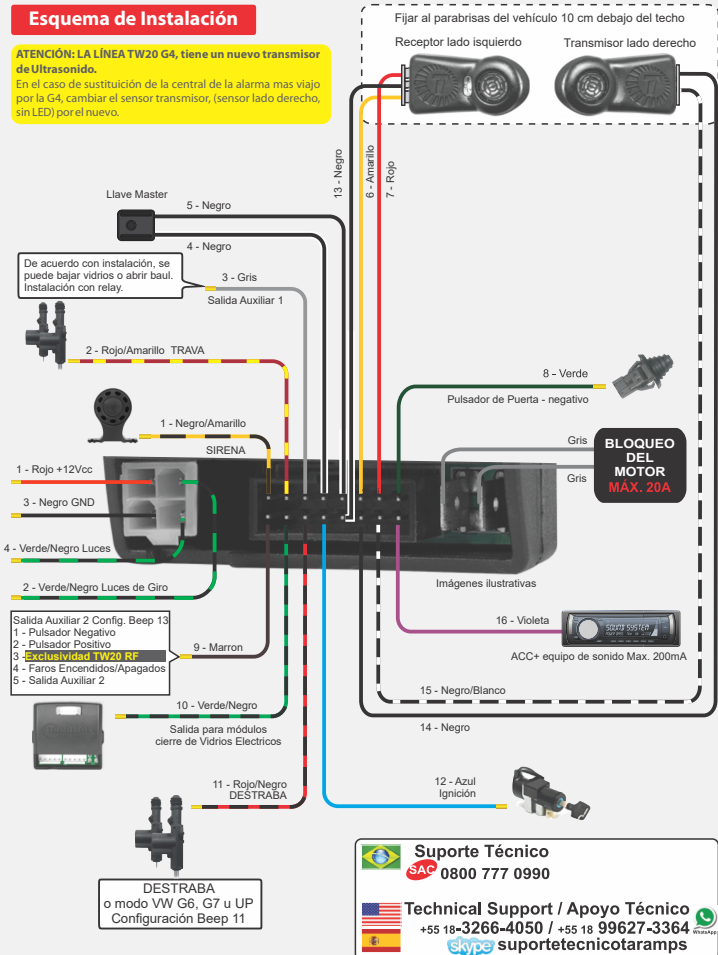 Esquema de Instalación
ATENCIÓN: LA LÍNEA TW20 G4, tiene un nuevo transmisor
de Ultrasonido.
En el caso de sustituición de la central de la alarma mas viajo
por la G4, cambiar el sensor transmisor, (sensor lado derecho,
sin LED) por el nuevo.
Fijar al parabrisas del vehículo 10 cm debajo del techo
Receptor lado izquierdo
Transmisor lado derecho
13 - Negro
6 - Amarillo
7 - Rojo
Llave Master
5 - Negro
4 - Negro
De acuerdo con instalación, se
puede bajar vidrios o abrir baul.
Instalación con relay.
3 - Gris
Salida Auxiliar 1
2 - Rojo/Amarillo TRAVA
8 - Verde
Pulsador de Puerta - negativo
1 - Negro/Amarillo
SIRENA
Gris
Gris
BLOQUEO
DEL
MOTOR
MÁX. 20A
1 - Rojo +12Vcc
3 - Negro GND
4 - Verde/Negro Luces
2 - Verde/Negro Luces de Giro
Imágenes ilustrativas
Salida Auxiliar 2 Config. Beep 13
1 - Pulsador Negativo
2 - Pulsador Positivo
3 - Exclusividad TW20 RF
4 - Faros Encendidos/Apagados
5 - Salida Auxiliar 2
9 - Marron
16 - Violeta
SOUND SYSTEM
ACC+ equipo de sonido Max. 200mA
15 - Negro/Blanco
14 - Negro
10 - Verde/Negro
Salida para módulos
cierre de Vidrios Electricos
11 - Rojo/Negro
DESTRABA
12 - Azul
Ignición
DESTRABA
o modo VW G6, G7 u UP
Configuración Beep 11
Suporte Técnico
SAC 0800 777 0990
Technical Support / Apoyo Técnico
+55 18-3266-4050 / +55 18 99627-3364
WhatsApp
skype suportetecnicotaramps